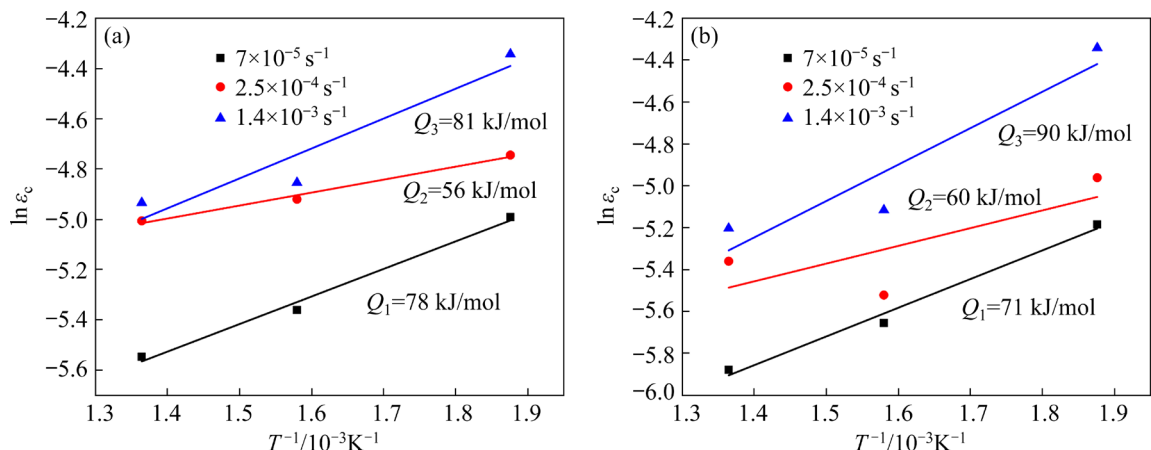 (a)
7×10⁻⁵ s⁻¹
2.5×10⁻⁴ s⁻¹
1.4×10⁻³ s⁻¹
Q₃=81 kJ/mol
Q₂=56 kJ/mol
Q₁=78 kJ/mol
ln εc
−4.2
−4.4
−4.6
−4.8
−5.0
−5.2
−5.4
−5.6
1.3 1.4 1.5 1.6 1.7 1.8 1.9
T⁻¹/10⁻³K⁻¹
(b)
7×10⁻⁵ s⁻¹
2.5×10⁻⁴ s⁻¹
1.4×10⁻³ s⁻¹
Q₃=90 kJ/mol
Q₂=60 kJ/mol
Q₁=71 kJ/mol
ln εc
−4.2
−4.4
−4.6
−4.8
−5.0
−5.2
−5.4
−5.6
−5.8
−6.0
1.3 1.4 1.5 1.6 1.7 1.8 1.9
T⁻¹/10⁻³K⁻¹